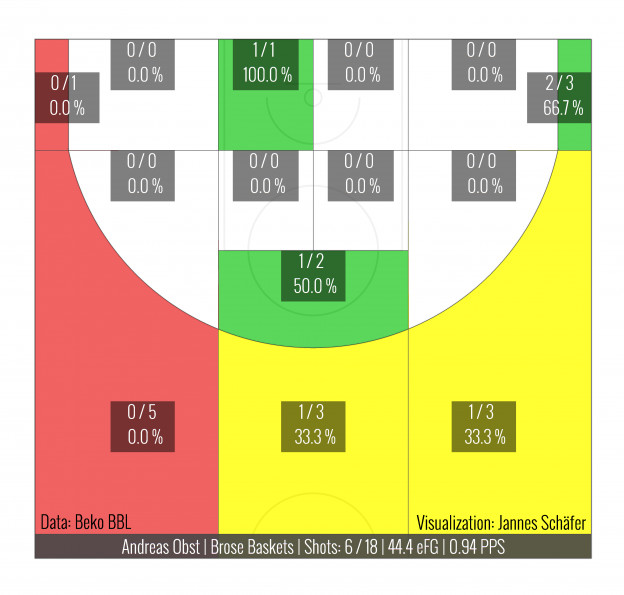 0 / 0
1 / 1
0 / 0
0 / 0
0.0 %
100.0 %
0.0 %
0.0 %
0 / 1
2 / 3
0.0 %
66.7 %
0 / 0
0 / 0
0 / 0
0 / 0
0.0 %
0.0 %
0.0 %
0.0 %
1 / 2
50.0 %
0 / 5
1 / 3
1 / 3
0.0 %
33.3 %
33.3 %
Data: Beko BBL
Visualization: Jannes Schäfer
Andreas Obst | Brose Baskets | Shots: 6 / 18 | 44.4 eFG | 0.94 PPS